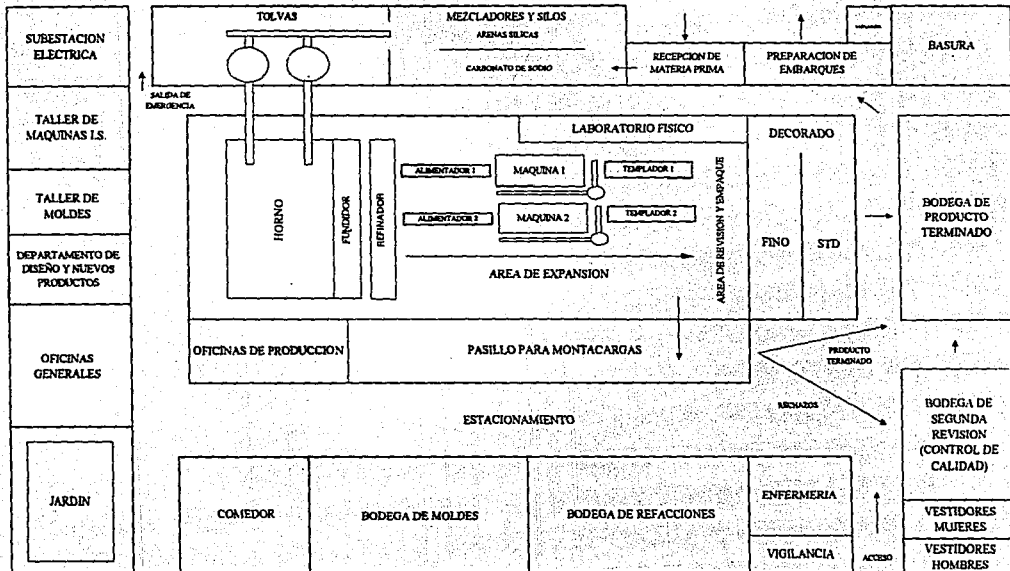 SUBESTACION
ELECTRICA
TALLER DE
MAQUINAS I.S.
TALLER DE
MOLDES
DEPARTAMENTO DE
DISEÑO Y NUEVOS
PRODUCTOS
OFICINAS
GENERALES
JARDIN
TOLVAS
SALIDA DE
EMERGENCIA
MEZCLADORES Y SILOS
ARENAS SILICAS
CARBONATO DE SODIO
RECEPCION DE
MATERIA PRIMA
PREPARACION DE
EMBARQUES
BASURA
HORNO
FUNDIDOR
REFINADOR
LABORATORIO FISICO
ALIMENTADOR 1
MAQUINA 1
TEMPLADOR 1
ALIMENTADOR 2
MAQUINA 2
TEMPLADOR 2
AREA DE EXPANSION
AREA DE REVISION Y EMPAQUE
DECORADO
FINO
STD
BODEGA DE
PRODUCTO
TERMINADO
OFICINAS DE PRODUCCION
PASILLO PARA MONTACARGAS
PRODUCTO
TERMINADO
RECHAZOS
ESTACIONAMIENTO
BODEGA DE
SEGUNDA
REVISION
(CONTROL DE
CALIDAD)
COMEDOR
BODEGA DE MOLDES
BODEGA DE REFACCIONES
ENFERMERIA
VIGILANCIA
ACCESO
VESTIDORES
MUJERES
VESTIDORES
HOMBRES